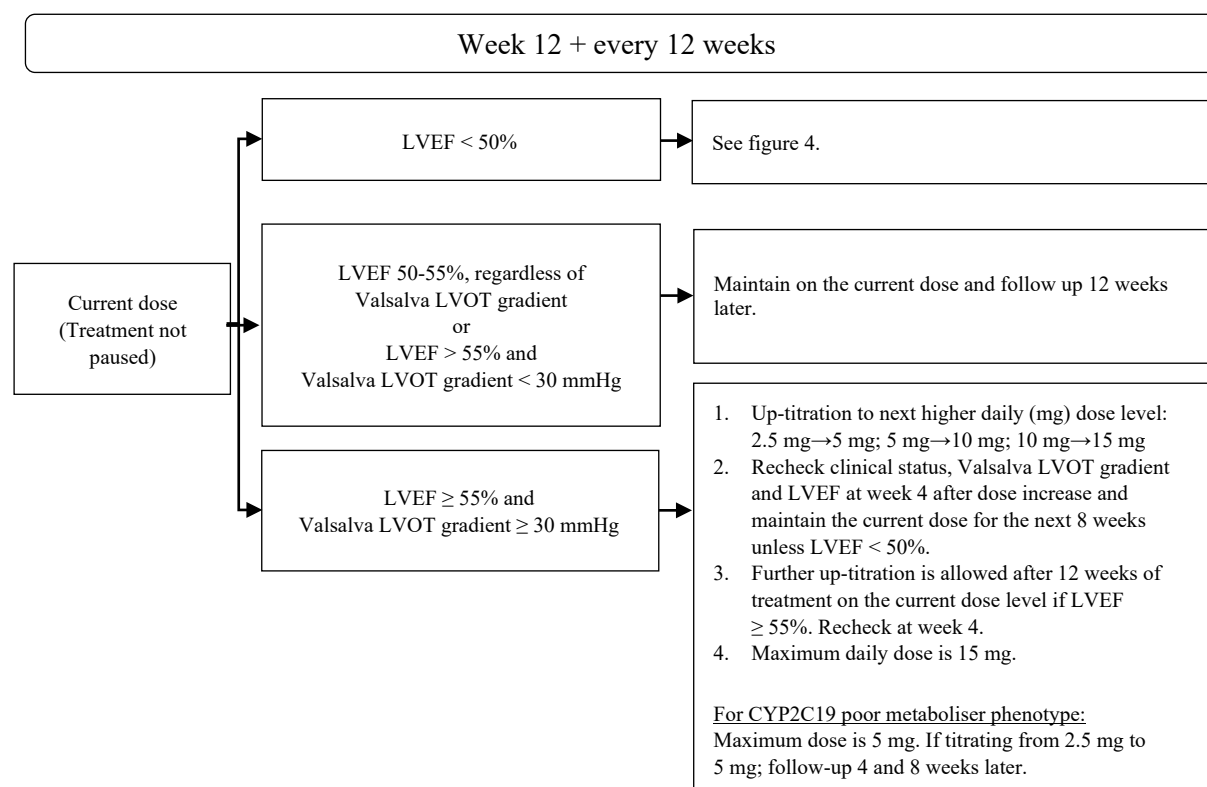 Week 12 + every 12 weeks
LVEF < 50%
See figure 4.
Current dose
(Treatment not
paused)
LVEF 50-55%, regardless of
Valsalva LVOT gradient
or
LVEF > 55% and
Valsalva LVOT gradient < 30 mmHg
Maintain on the current dose and follow up 12 weeks
later.
LVEF ≥ 55% and
Valsalva LVOT gradient ≥ 30 mmHg
1. Up-titration to next higher daily (mg) dose level:
2.5 mg→5 mg; 5 mg→10 mg; 10 mg→15 mg
2. Recheck clinical status, Valsalva LVOT gradient
and LVEF at week 4 after dose increase and
maintain the current dose for the next 8 weeks
unless LVEF < 50%.
3. Further up-titration is allowed after 12 weeks of
treatment on the current dose level if LVEF
≥ 55%. Recheck at week 4.
4. Maximum daily dose is 15 mg.
For CYP2C19 poor metaboliser phenotype:
Maximum dose is 5 mg. If titrating from 2.5 mg to
5 mg; follow-up 4 and 8 weeks later.